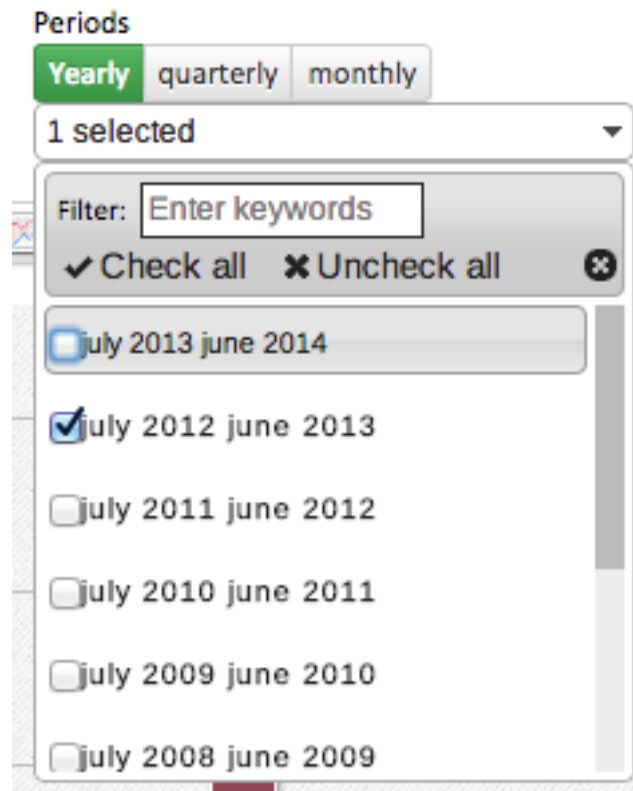 Periods
Yearly quarterly monthly
1 selected
Filter: Enter keywords
Check all Uncheck all
july 2013 june 2014
july 2012 june 2013
july 2011 june 2012
july 2010 june 2011
july 2009 june 2010
july 2008 june 2009